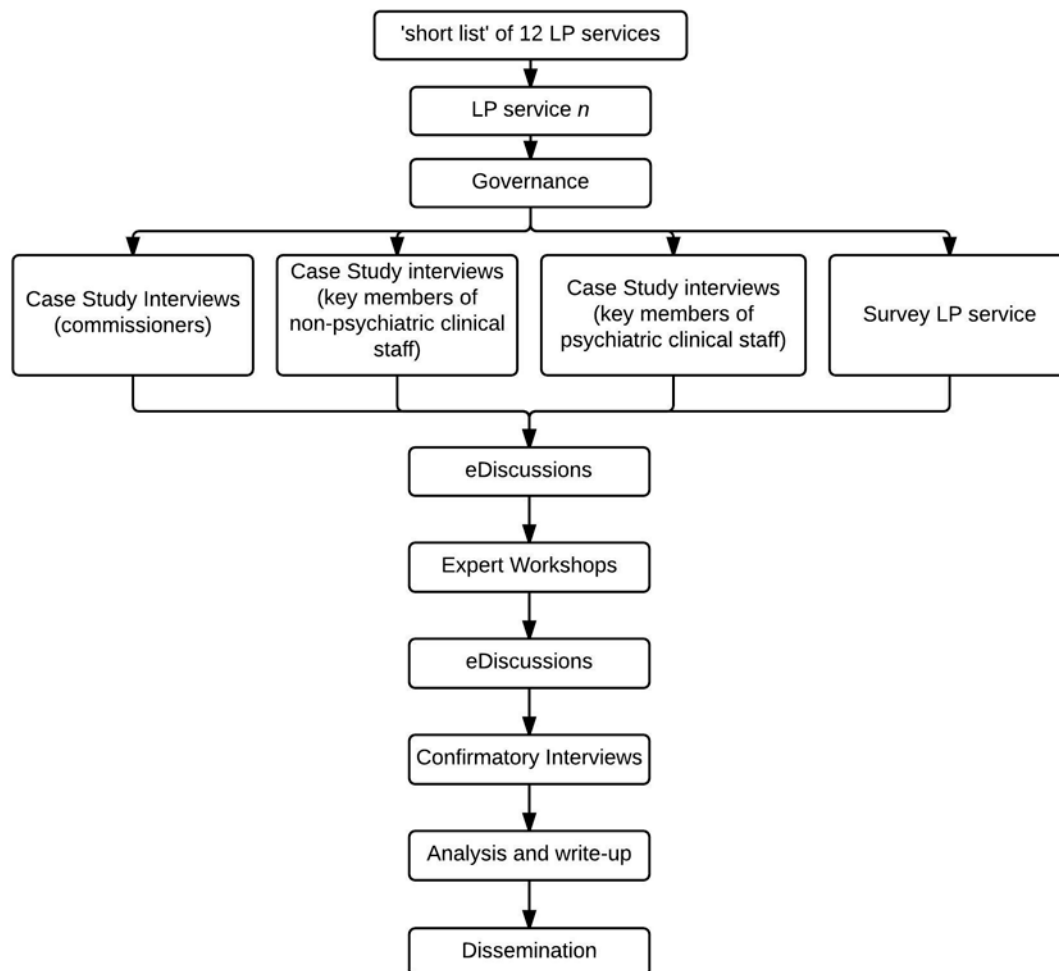 'short list' of 12 LP services
LP service n
Governance
Case Study Interviews
(commissioners)
Case Study interviews
(key members of
non-psychiatric clinical
staff)
Case Study interviews
(key members of
psychiatric clinical staff)
Survey LP service
eDiscussions
Expert Workshops
eDiscussions
Confirmatory Interviews
Analysis and write-up
Dissemination